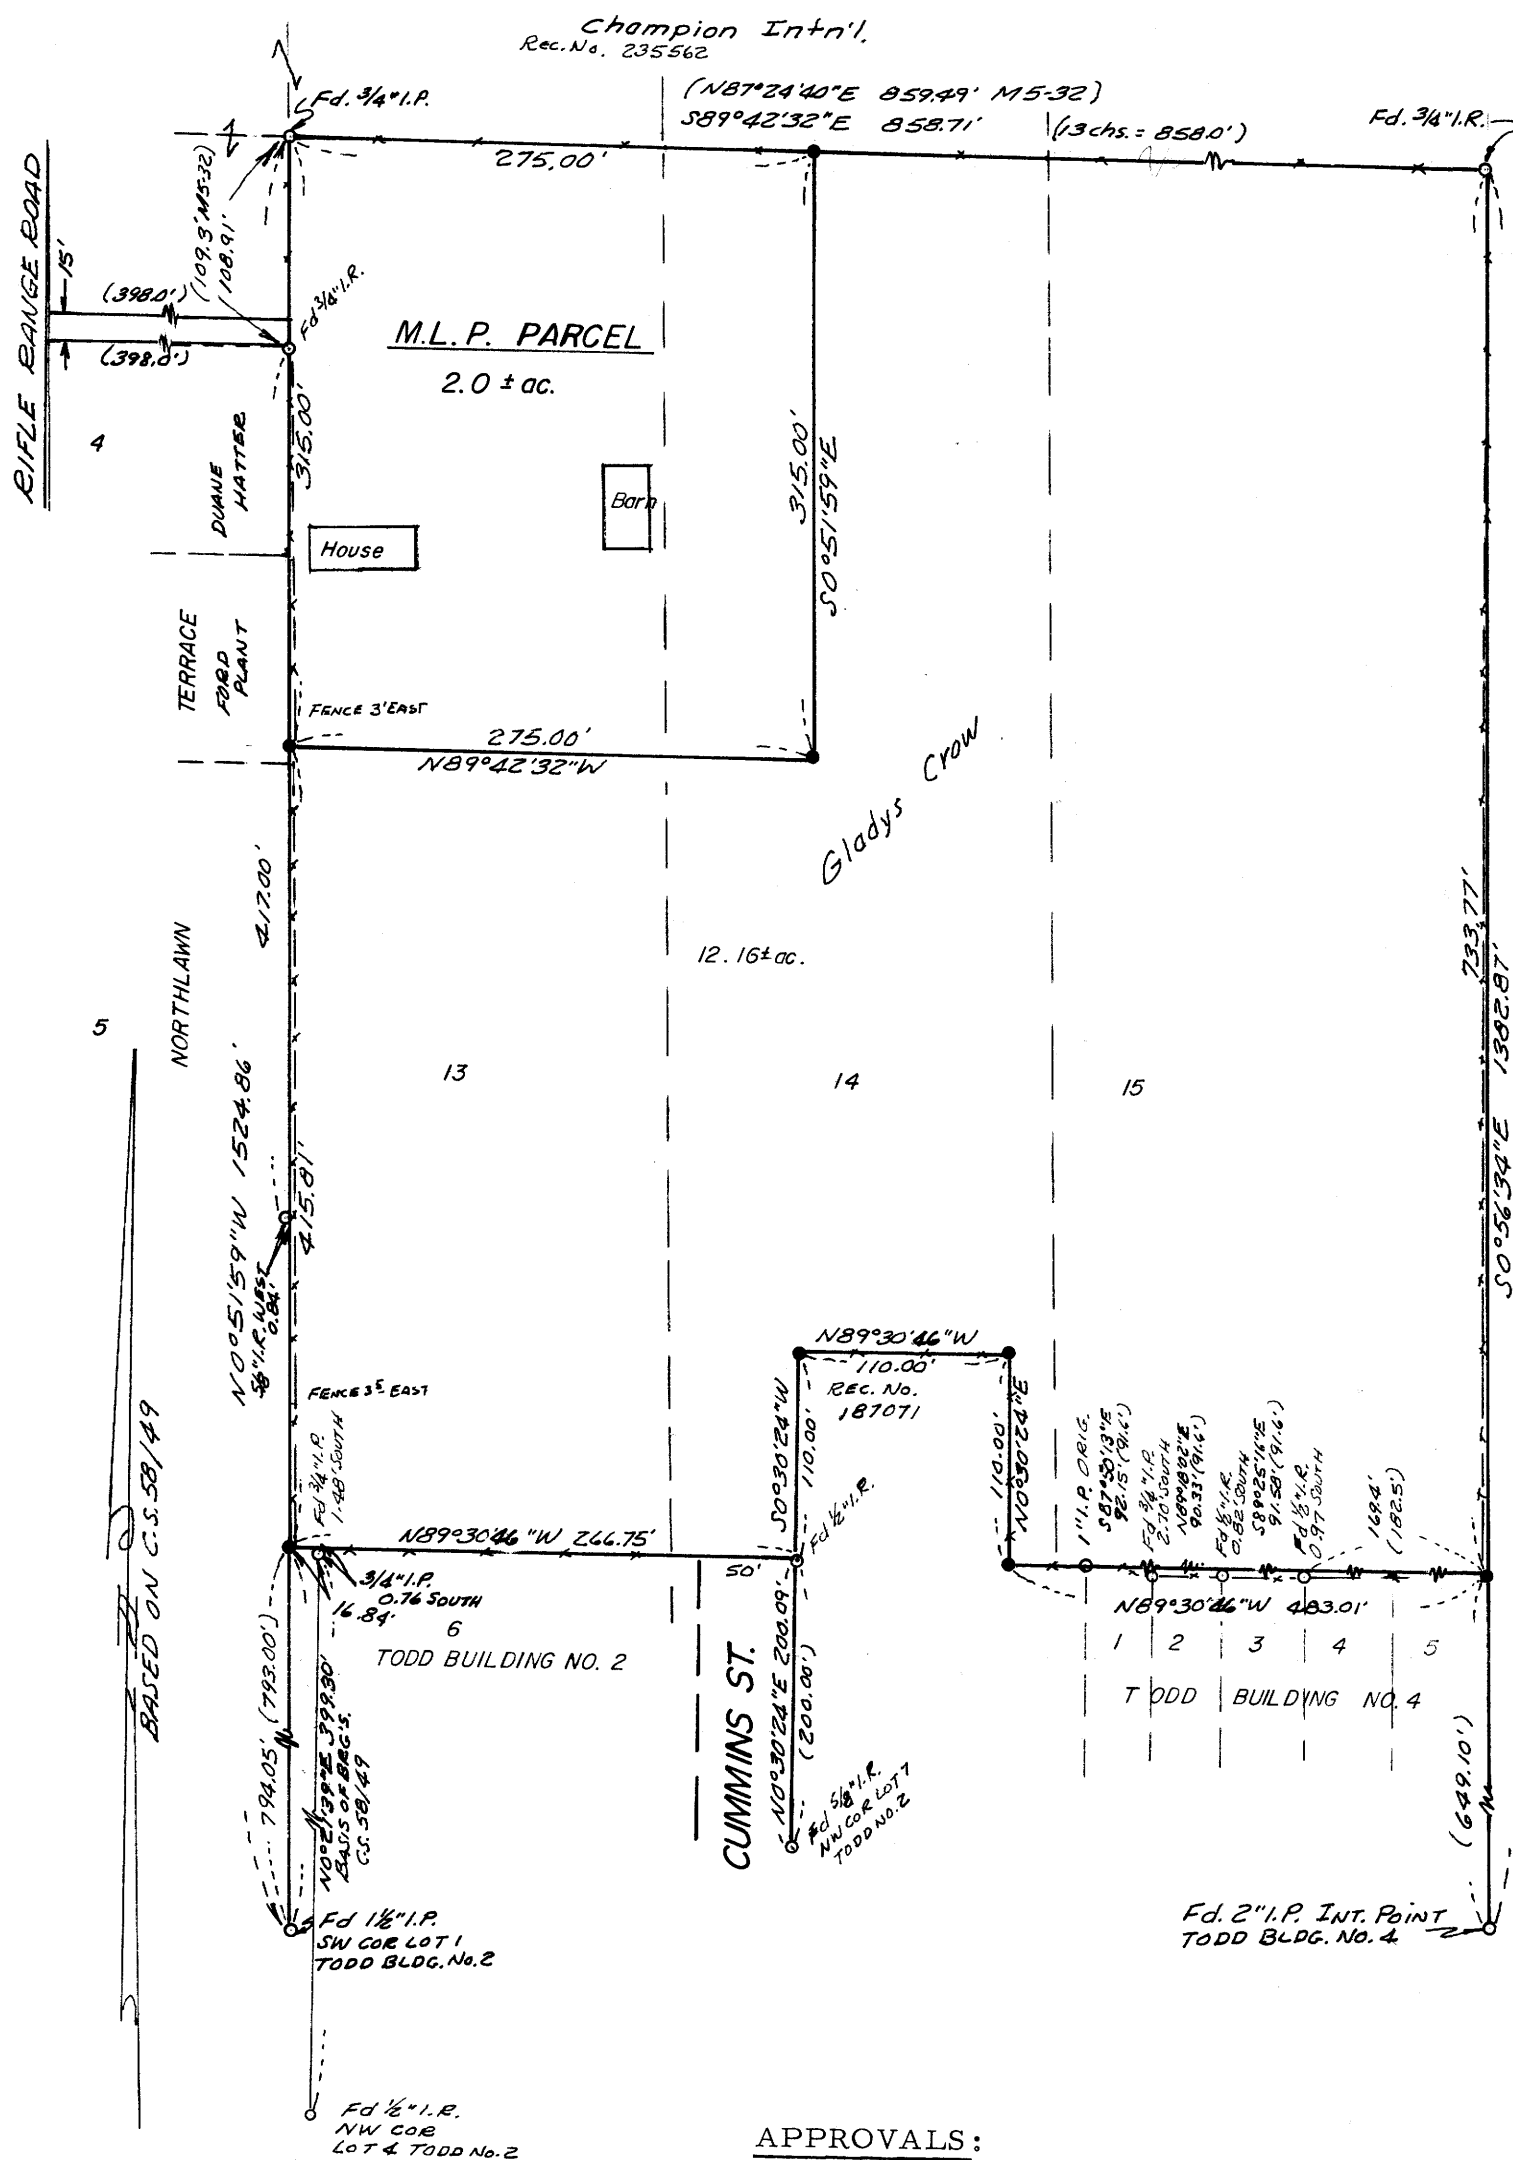 Champion Intn'l.
Rec. No. 235562
(N87°24'40"E 859.49' M5-32)
S89°42'32"E 858.71'
(13 chs. = 858.0')
Fd. 3/4" I.P.
Fd. 3/4" I.R.
275.00'
RIFLE RANGE ROAD
15'
(398.0')
(398.0')
(109.3' M5-32)
(108.91'
Fd 3/4" I.R.
M.L.P. PARCEL
2.0 ± ac.
4
DUANE
HATTER
315.00'
315.00'
S0°51'59"E
Barn
House
TERRACE
FORD
PLANT
FENCE 3' EAST
275.00'
N89°42'32"W
Gladys Crow
417.00'
NORTHLAWN
12.16± ac.
733.77'
S0°56'34"E 1382.87'
5
13
14
15
N0°51'59"W 1524.86'
415.81'
5/8" I.R. WEST
0.84'
BASED ON C.S. 58/49
FENCE 3⁵ EAST
Fd 3/4" I.P.
1.48' SOUTH
N89°30'46"W
110.00'
REC. No.
187071
S0°30'24"W
110.00'
110.00'
N0°30'24"E
Fd 1/2" I.R.
1" I.P. ORIG.
S87°50'13"E
92.15' (91.6')
Fd 3/4" I.P.
2.70' SOUTH
N89°18'02"E
90.33' (91.6')
Fd 1/2" I.R.
0.82' SOUTH
S89°25'16"E
91.58' (91.6')
Fd 1/2" I.R.
0.97 SOUTH
169.4'
(182.5')
N89°30'46"W 266.75'
50'
3/4" I.P.
0.76 SOUTH
16.84'
6
TODD BUILDING NO. 2
N89°30'46"W 483.01'
1 2 3 4 5
TODD BUILDING NO. 4
CUMMINS ST.
N0°30'24"E 200.09'
(200.00')
Fd 5/8" I.R.
NW COR LOT 7
TODD NO. 2
794.05' (793.00')
N0°21'39"E 399.80'
BASIS OF BRG'S.
C.S. 58/49
(649.10')
Fd 1½" I.P.
SW COR LOT 1
TODD BLDG. No. 2
Fd. 2" I.P. INT. POINT
TODD BLDG. NO. 4
Fd ½" I.R.
NW COR
LOT 4 TODD No. 2
APPROVALS: